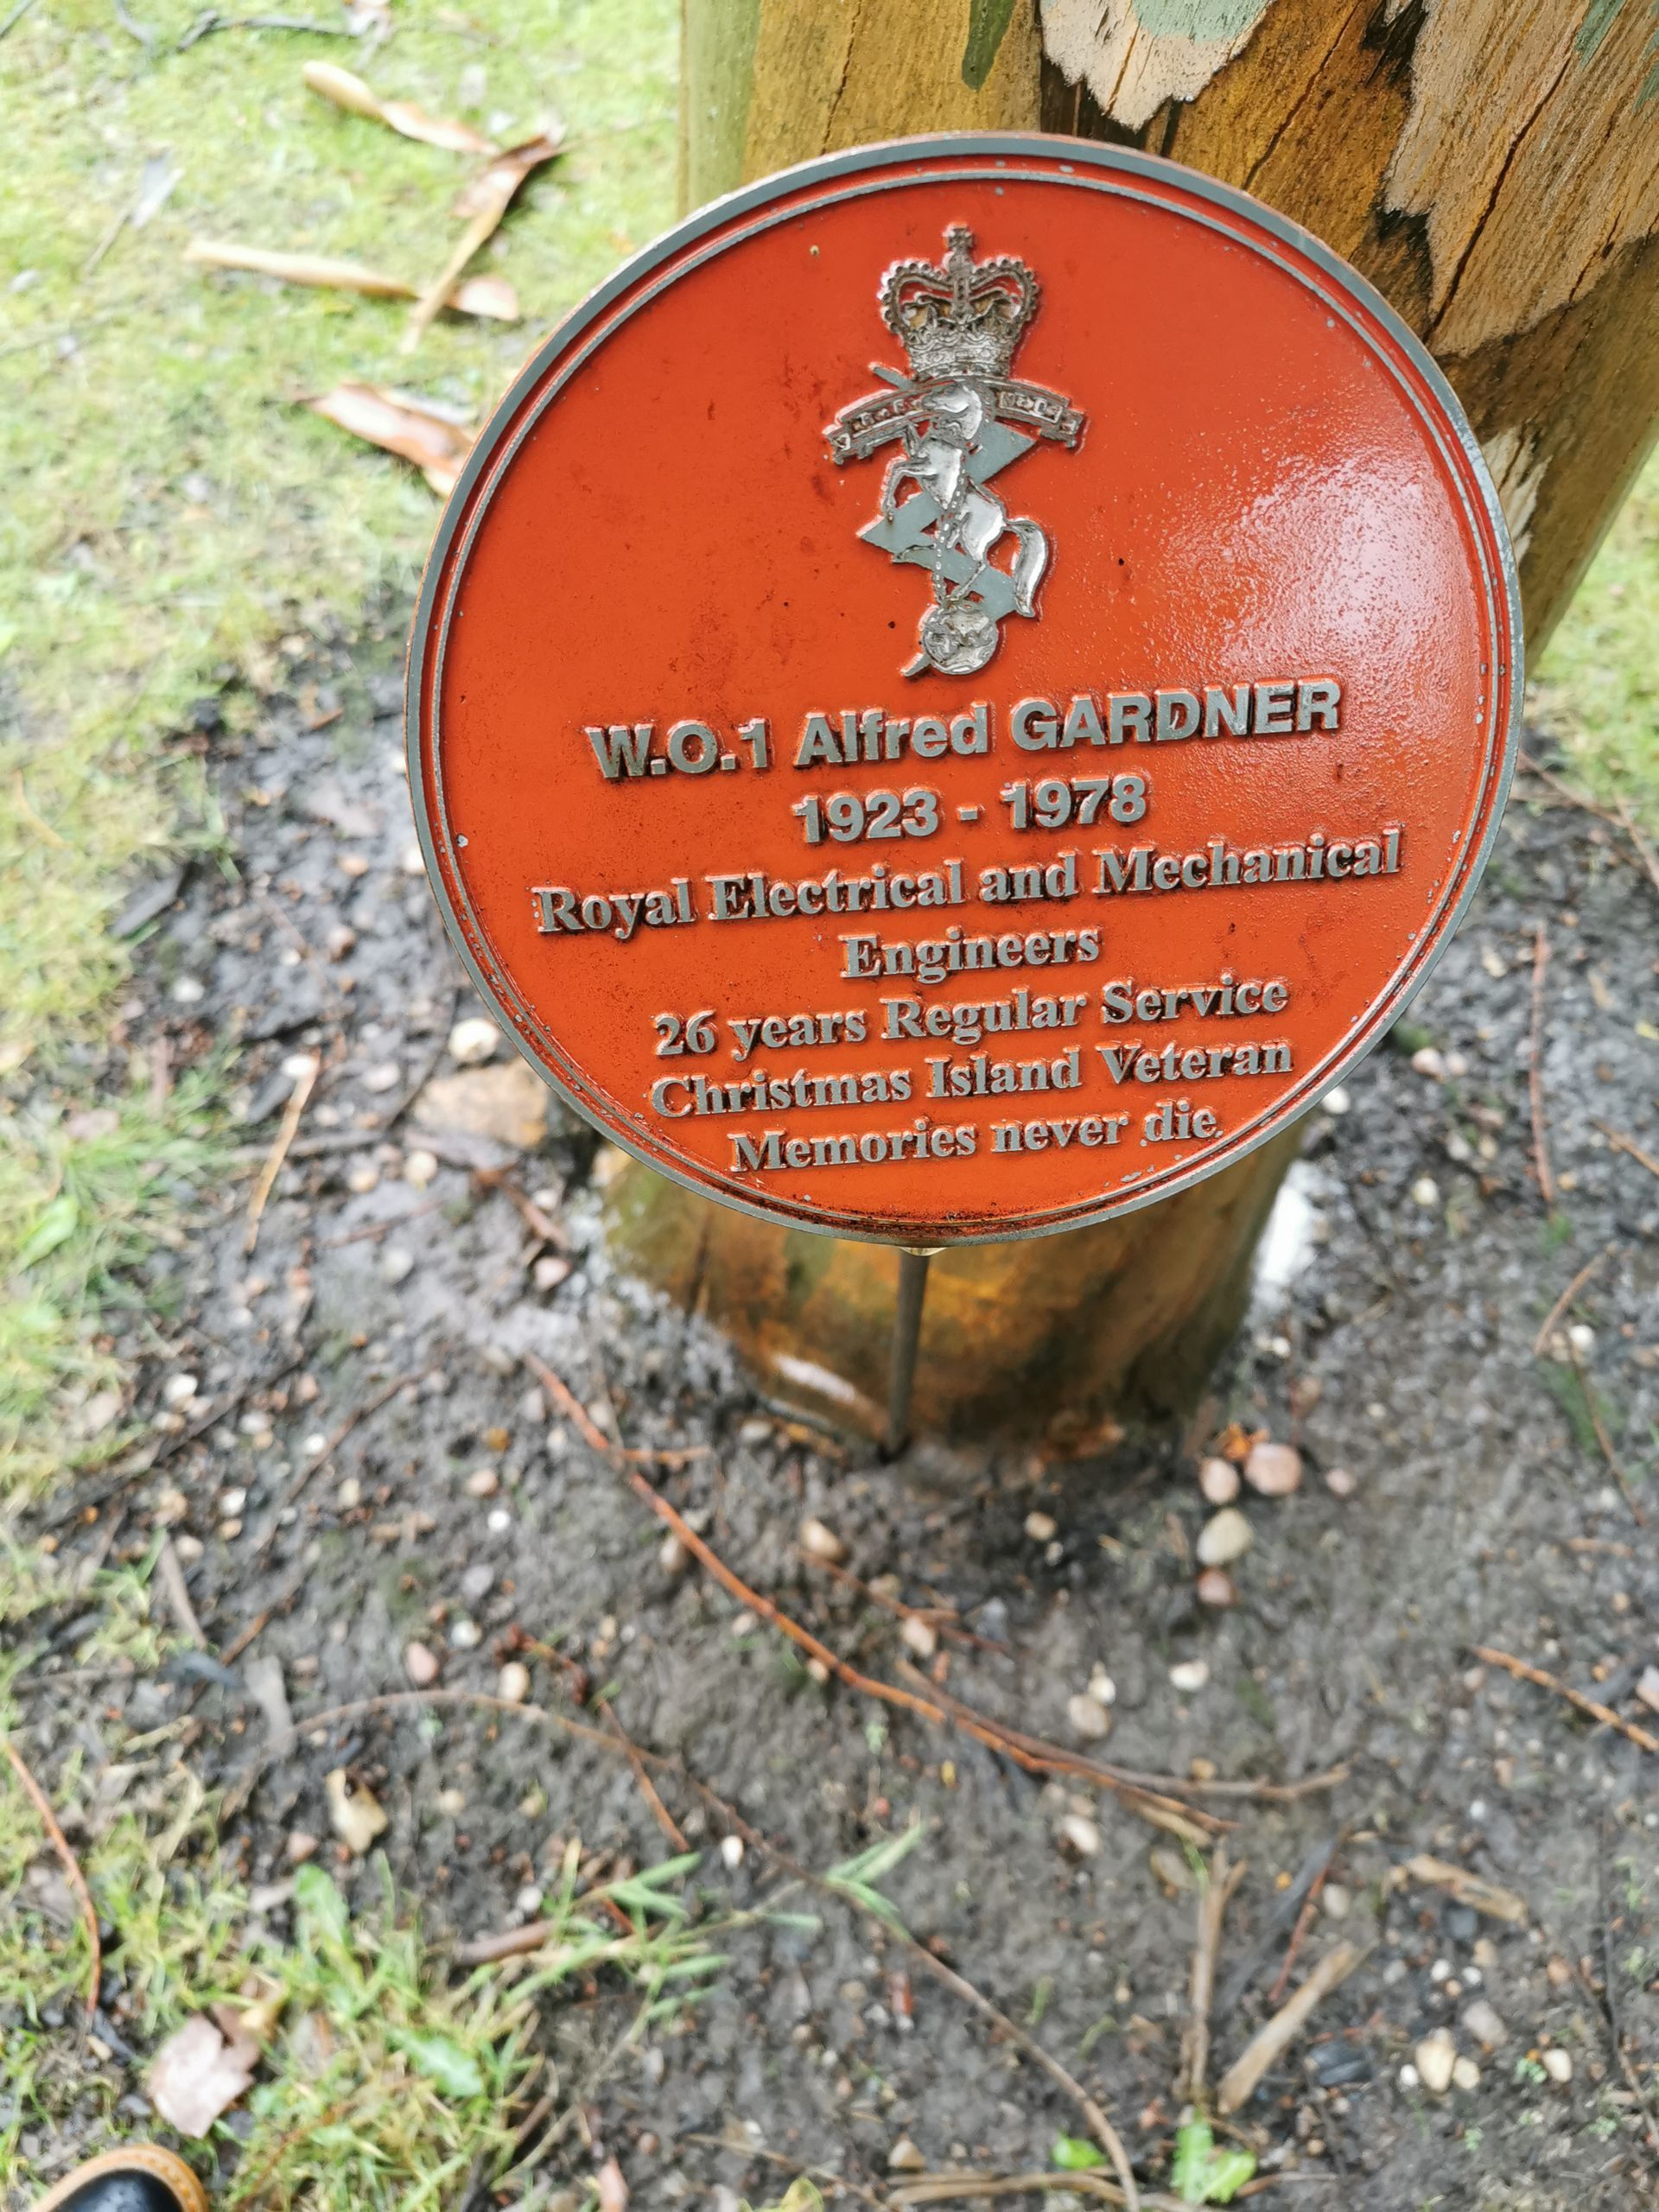 W.O.1 Alfred GARDNER
1923 - 1978
Royal Electrical and Mechanical
Engineers
26 years Regular Service
Christmas Island Veteran
Memories never die.